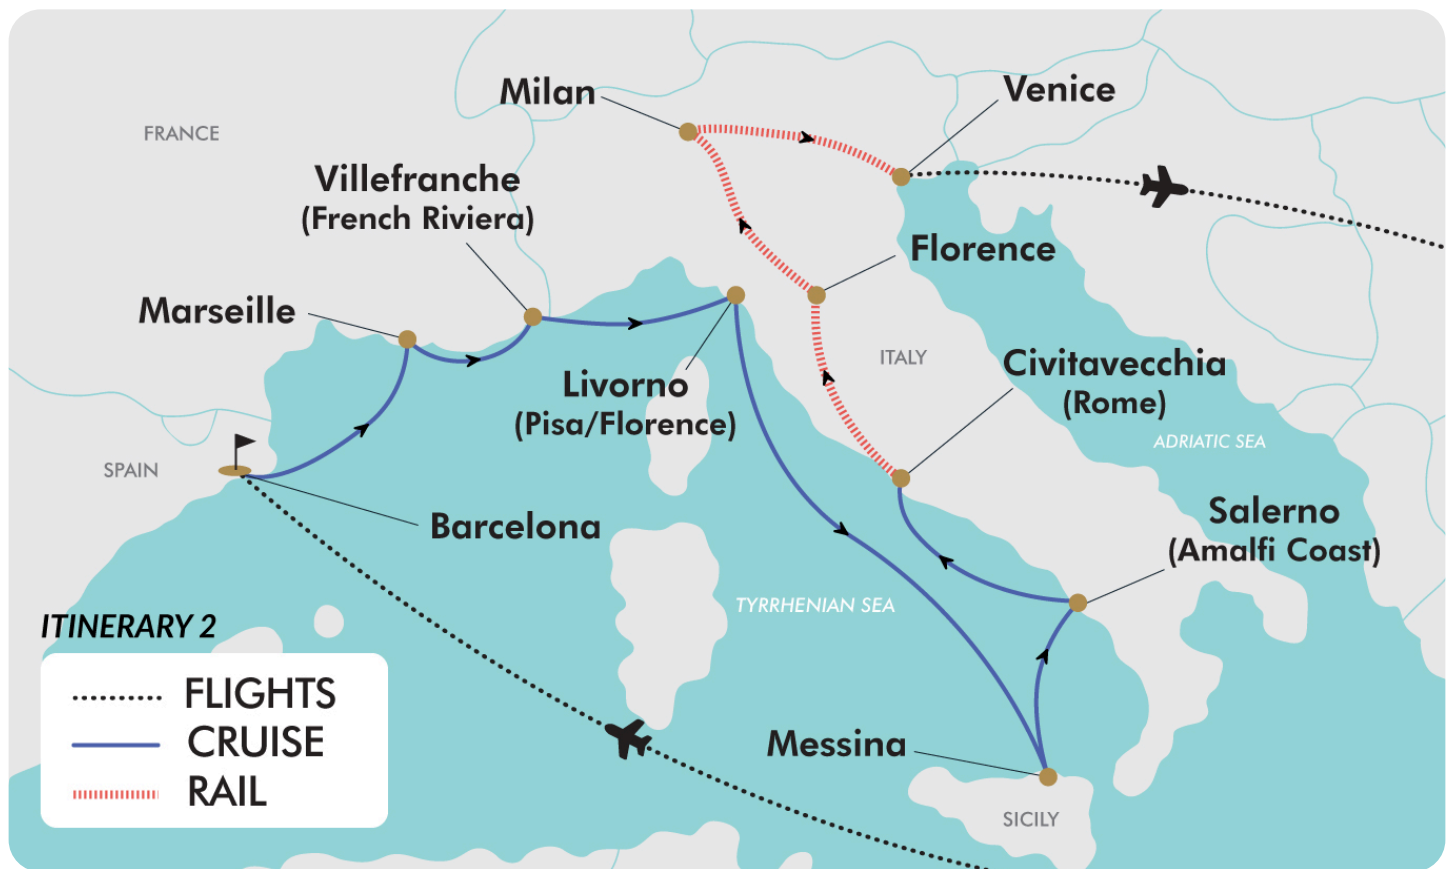 Milan
Venice
FRANCE
Villefranche
(French Riviera)
Florence
Marseille
ITALY
Civitavecchia
(Rome)
Livorno
(Pisa/Florence)
ADRIATIC SEA
SPAIN
Barcelona
Salerno
(Amalfi Coast)
TYRRHENIAN SEA
ITINERARY 2
FLIGHTS
CRUISE
RAIL
Messina
SICILY